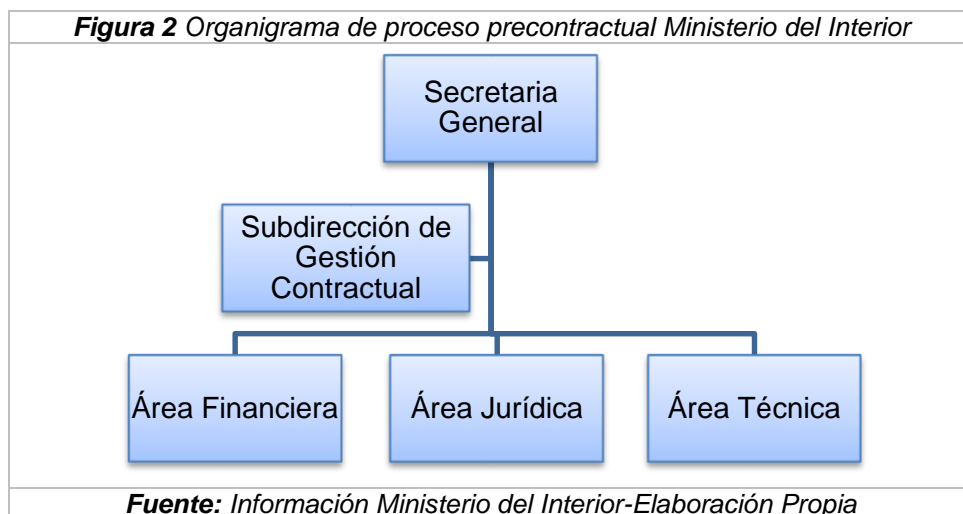 Figura 2 Organigrama de proceso precontractual Ministerio del Interior
Secretaria
General
Subdirección de
Gestión
Contractual
Área Financiera
Área Jurídica
Área Técnica
Fuente: Información Ministerio del Interior-Elaboración Propia